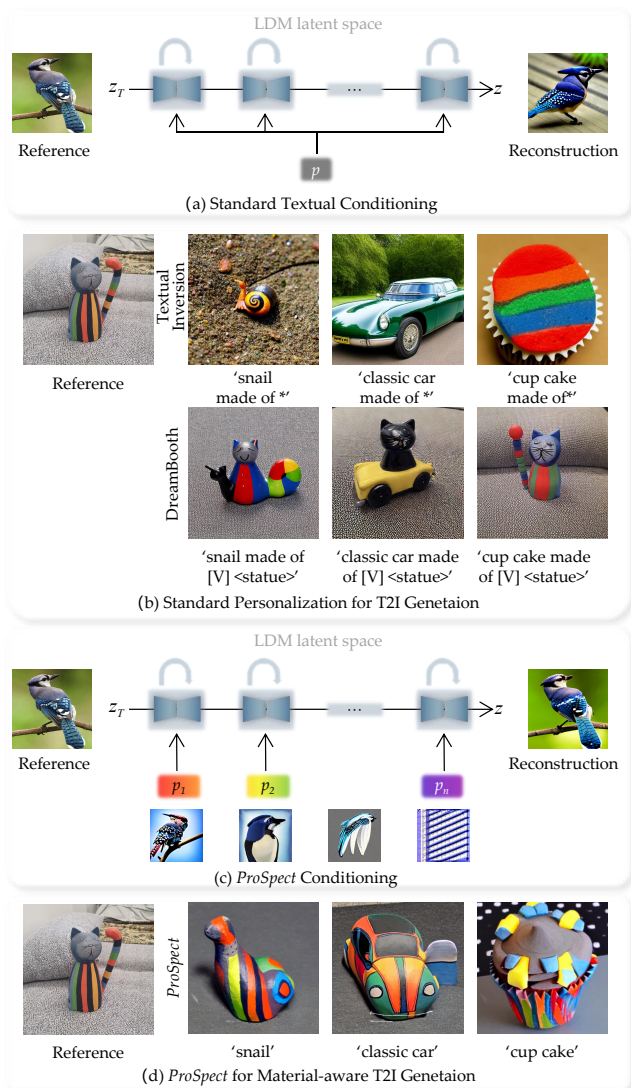 LDM latent space
z_T
...
z
Reference
Reconstruction
p
(a) Standard Textual Conditioning
Textual
Inversion
Reference
‘snail
made of *’
‘classic car
made of *’
‘cup cake
made of*’
DreamBooth
‘snail made of
[V] <statue>’
‘classic car made
of [V] <statue>’
‘cup cake made
of [V] <statue>’
(b) Standard Personalization for T2I Genetaion
LDM latent space
z_T
...
z
Reference
Reconstruction
p_1
p_2
p_n
(c) ProSpect Conditioning
ProSpect
Reference
‘snail’
‘classic car’
‘cup cake’
(d) ProSpect for Material-aware T2I Genetaion